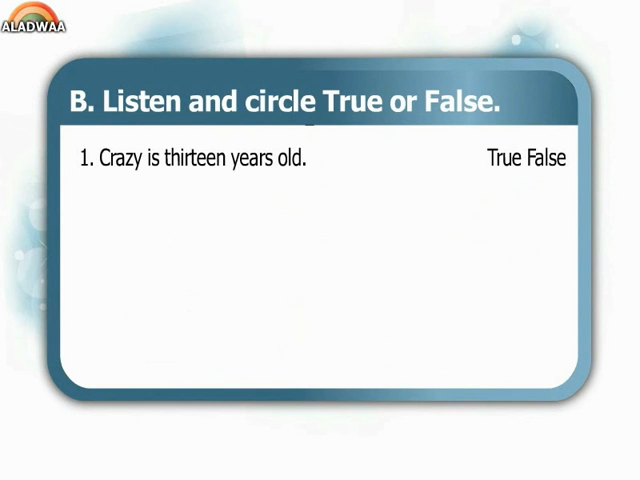 ALADWAA
B. Listen and circle True or False.
1. Crazy is thirteen years old. True False